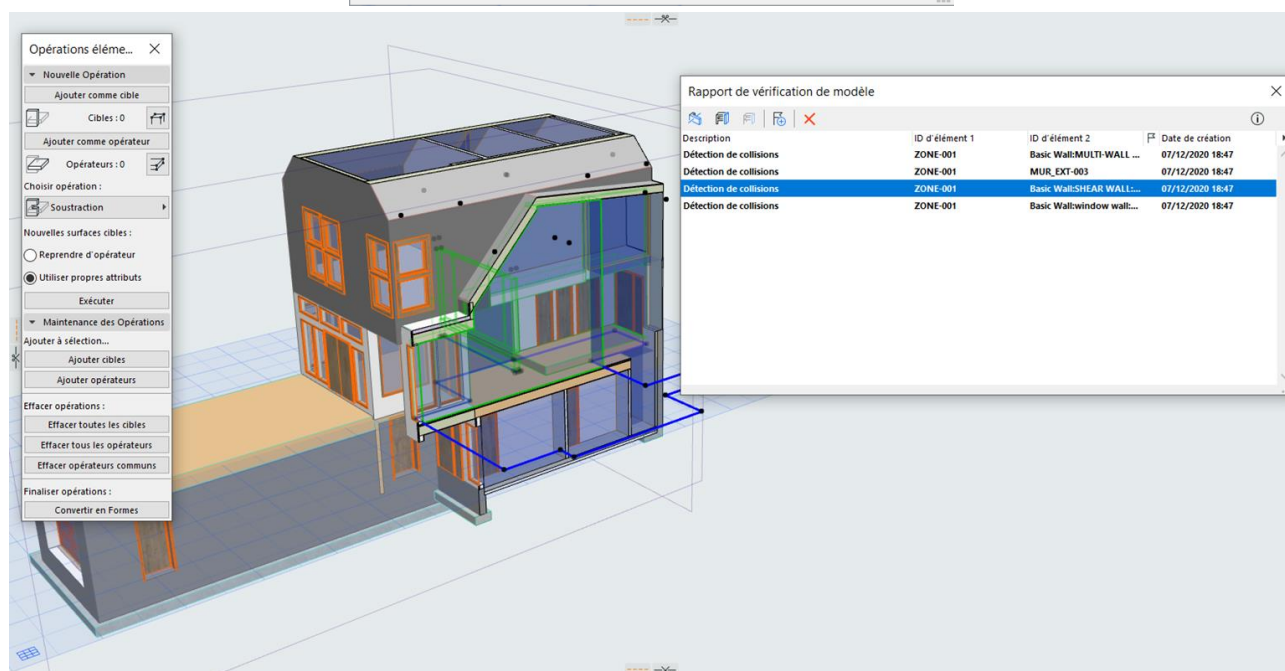 Opérations éléme...
Nouvelle Opération
Ajouter comme cible
Cibles : 0
Ajouter comme opérateur
Opérateurs : 0
Choisir opération :
Soustraction
Nouvelles surfaces cibles :
Reprendre d'opérateur
Utiliser propres attributs
Exécuter
Maintenance des Opérations
Ajouter à sélection...
Ajouter cibles
Ajouter opérateurs
Effacer opérations :
Effacer toutes les cibles
Effacer tous les opérateurs
Effacer opérateurs communs
Finaliser opérations :
Convertir en Formes
Rapport de vérification de modèle
Description ID d'élément 1 ID d'élément 2 Date de création
Détection de collisions ZONE-001 Basic Wall:MULTI-WALL ... 07/12/2020 18:47
Détection de collisions ZONE-001 MUR_EXT-003 07/12/2020 18:47
Détection de collisions ZONE-001 Basic Wall:SHEAR WALL:... 07/12/2020 18:47
Détection de collisions ZONE-001 Basic Wall:window wall:... 07/12/2020 18:47